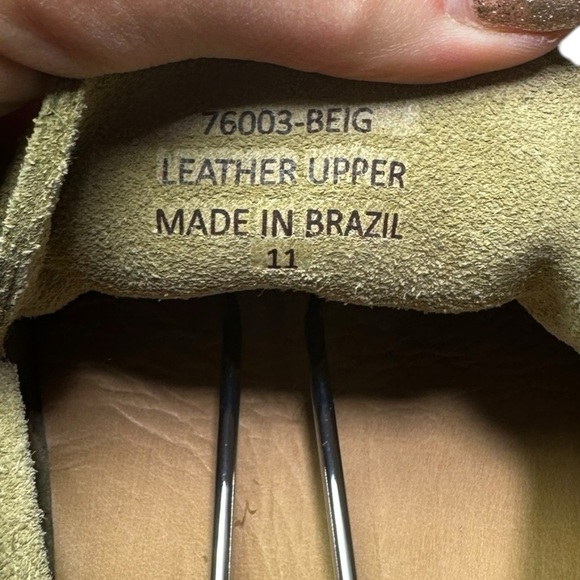 76003-BEIG
LEATHER UPPER
MADE IN BRAZIL
11